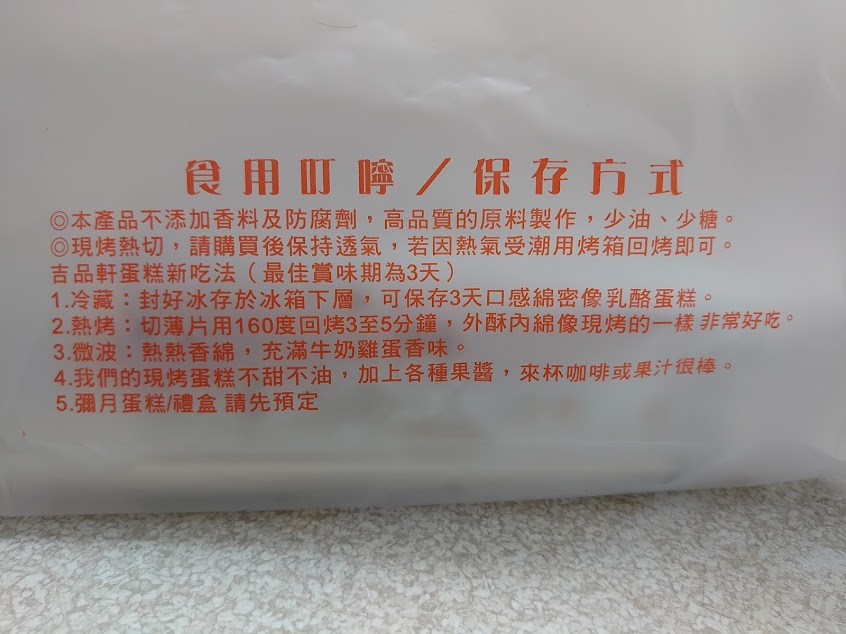 食用叮嚀／保存方式
◎本產品不添加香料及防腐劑，高品質的原料製作，少油、少糖。
◎現烤熱切，請購買後保持透氣，若因熱氣受潮用烤箱回烤即可。
吉品軒蛋糕新吃法（最佳賞味期為3天）
1.冷藏：封好冰存於冰箱下層，可保存3天口感綿密像乳酪蛋糕。
2.熱烤：切薄片用160度回烤3至5分鐘，外酥內綿像現烤的一樣 非常好吃。
3.微波：熱熱香綿，充滿牛奶雞蛋香味。
4.我們的現烤蛋糕不甜不油，加上各種果醬，來杯咖啡或果汁很棒。
5.彌月蛋糕/禮盒 請先預定